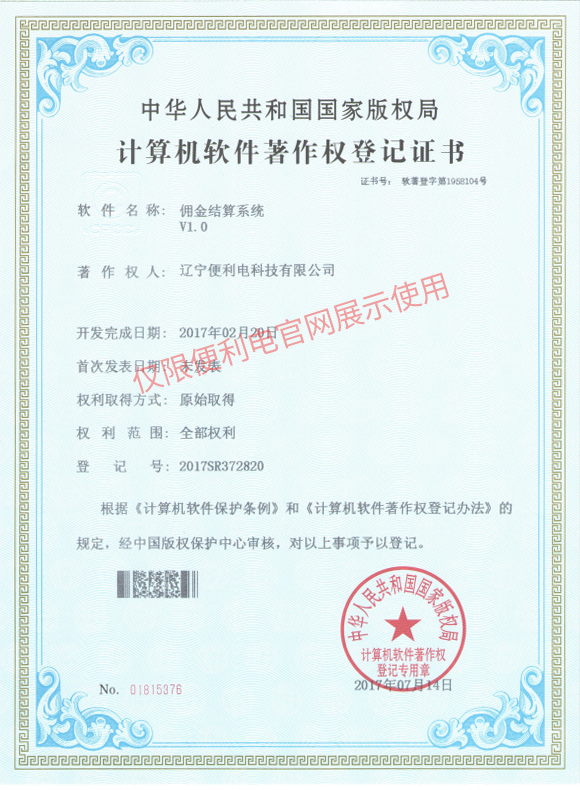 中华人民共和国国家版权局
计算机软件著作权登记证书
证书号： 软著登字第1958104号
软件名称： 佣金结算系统
V1.0
著作权人： 辽宁便利电科技有限公司
开发完成日期： 2017年02月20日
首次发表日期： 未发表
权利取得方式： 原始取得
权利范围： 全部权利
登记号： 2017SR372820
仅限便利电官网展示使用
根据《计算机软件保护条例》和《计算机软件著作权登记办法》的
规定，经中国版权保护中心审核，对以上事项予以登记。
中华人民共和国国家版权局
计算机软件著作权
登记专用章
2017年07月14日
No. 01815376